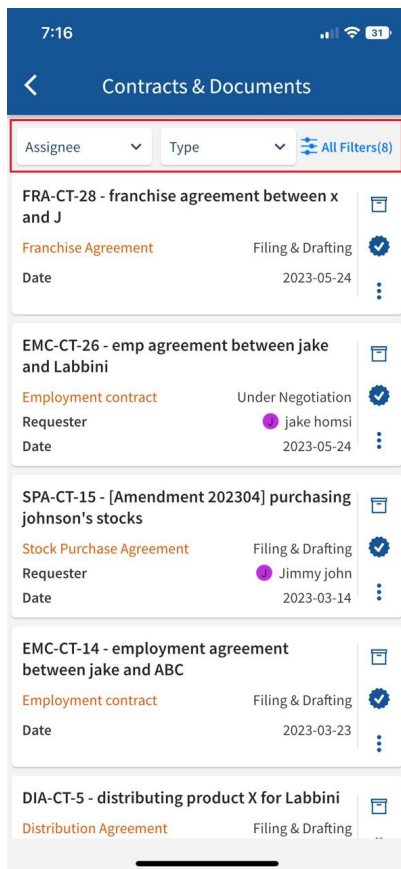 7:16
31
Contracts & Documents
Assignee
Type
All Filters(8)
FRA-CT-28 - franchise agreement between x
and J
Franchise Agreement Filing & Drafting
Date 2023-05-24
EMC-CT-26 - emp agreement between jake
and Labbini
Employment contract Under Negotiation
Requester J jake homsi
Date 2023-05-24
SPA-CT-15 - [Amendment 202304] purchasing
johnson's stocks
Stock Purchase Agreement Filing & Drafting
Requester J Jimmy john
Date 2023-03-14
EMC-CT-14 - employment agreement
between jake and ABC
Employment contract Filing & Drafting
Date 2023-03-23
DIA-CT-5 - distributing product X for Labbini
Distribution Agreement Filing & Drafting